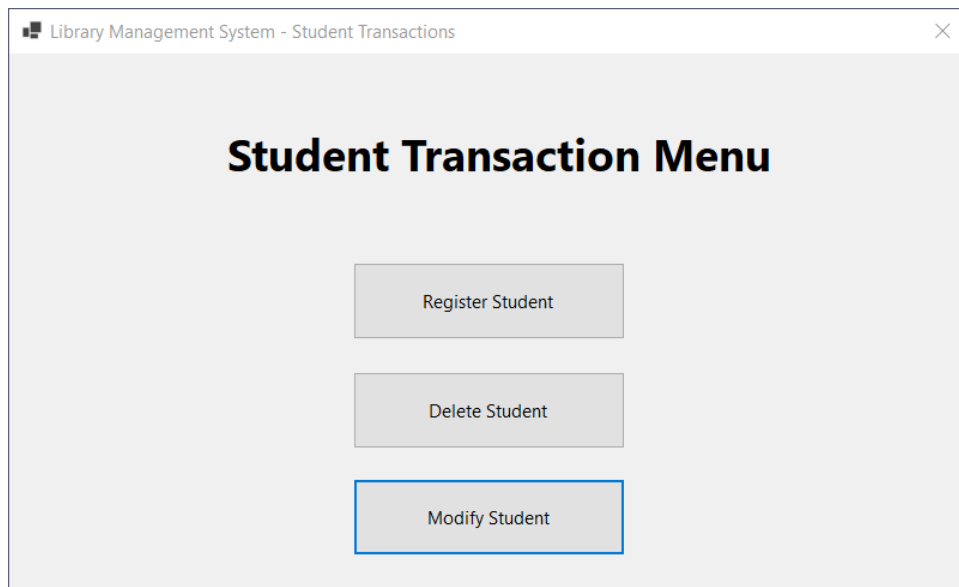 Library Management System - Student Transactions
Student Transaction Menu
Register Student
Delete Student
Modify Student